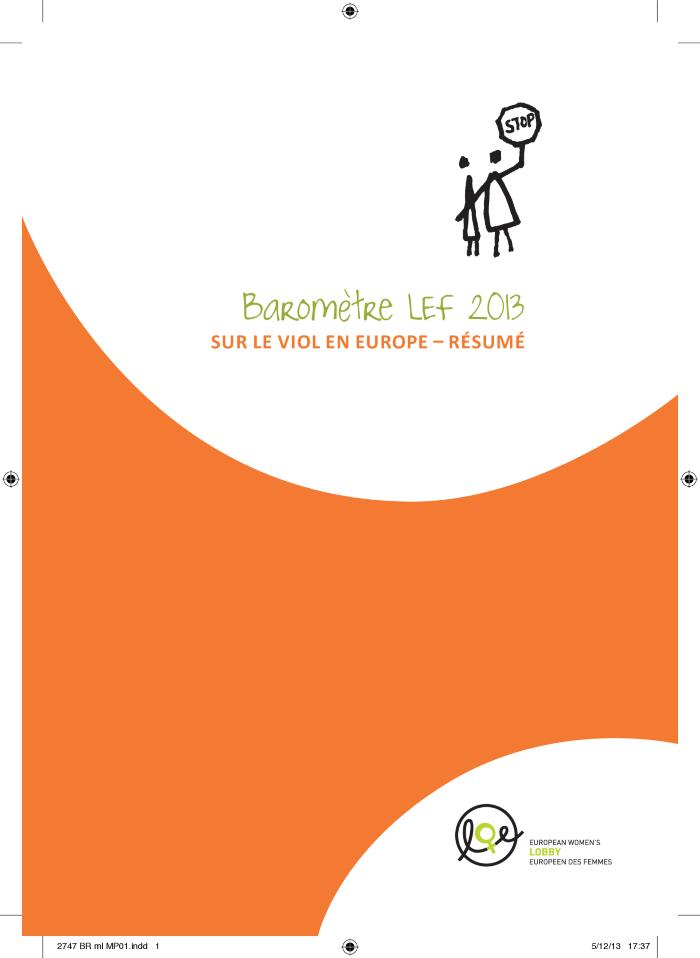 STOP
Baromètre LEF 2013
SUR LE VIOL EN EUROPE – RÉSUMÉ
lqe
EUROPEAN WOMEN'S
LOBBY
EUROPEEN DES FEMMES
2747 BR ml MP01.indd 1
5/12/13 17:37